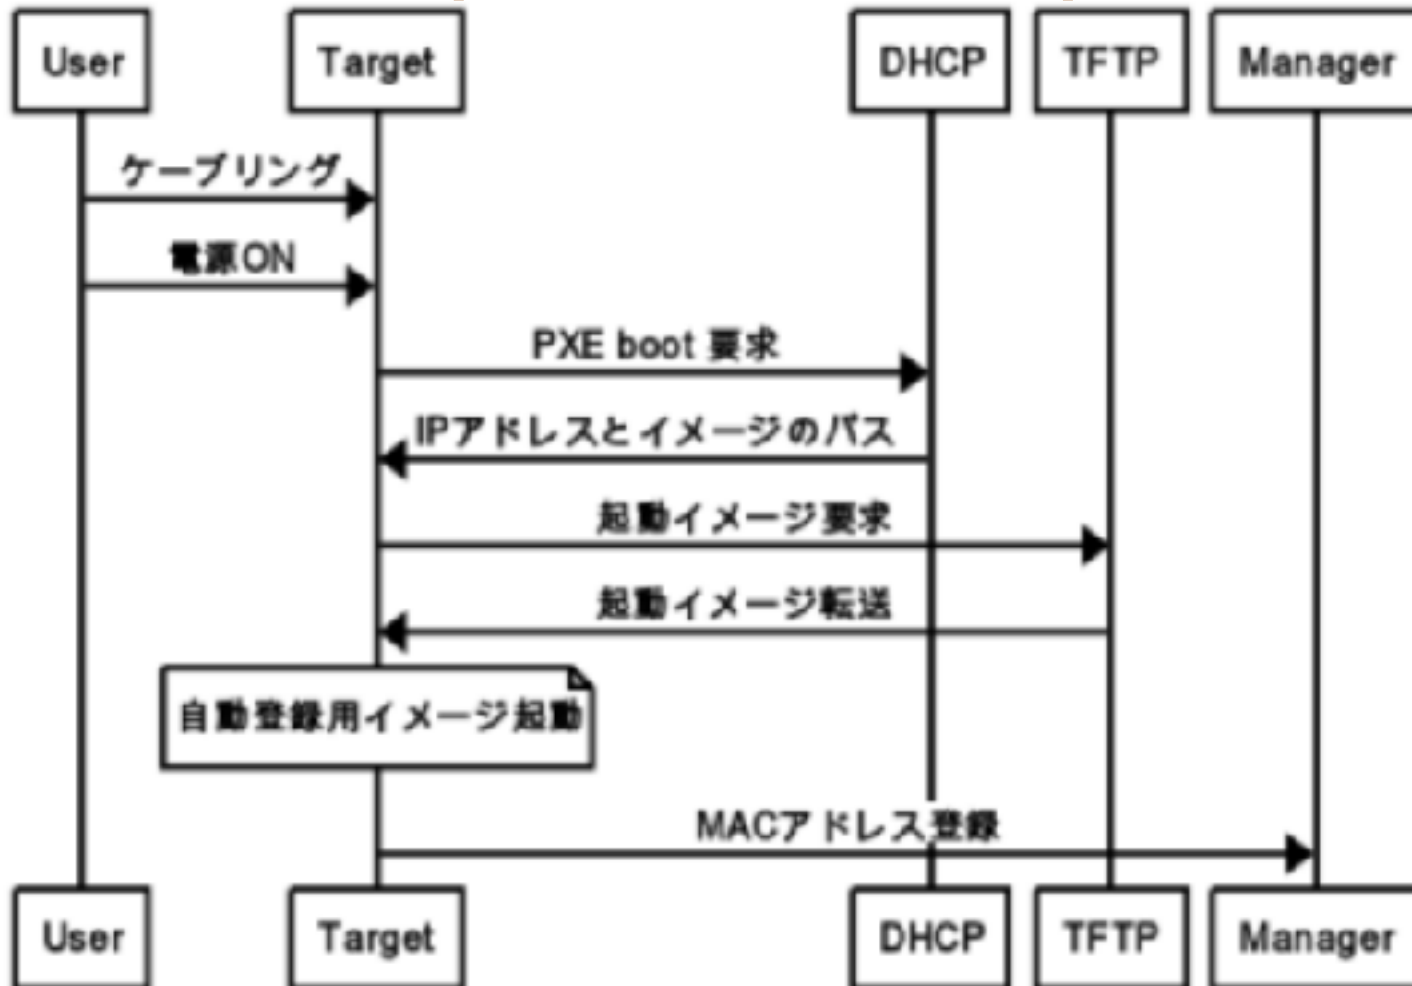 User Target DHCP TFTP Manager
ケーブリング
電源ON
PXE boot 要求
IPアドレスとイメージのパス
起動イメージ要求
起動イメージ転送
自動登録用イメージ起動
MACアドレス登録
User Target DHCP TFTP Manager